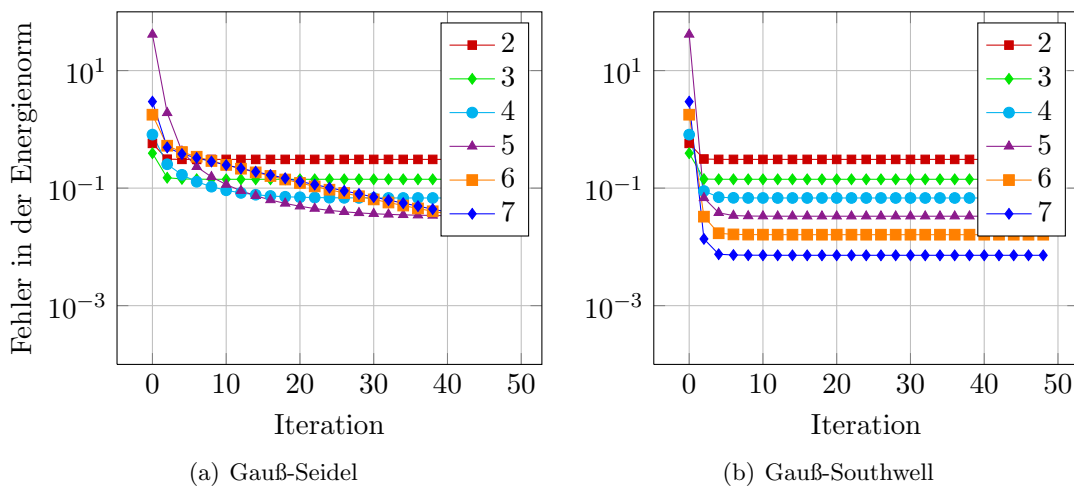 Fehler in der Energienorm
10^1
10^−1
10^−3
0 10 20 30 40 50
Iteration
2
3
4
5
6
7
(a) Gauß-Seidel
10^1
10^−1
10^−3
0 10 20 30 40 50
Iteration
2
3
4
5
6
7
(b) Gauß-Southwell